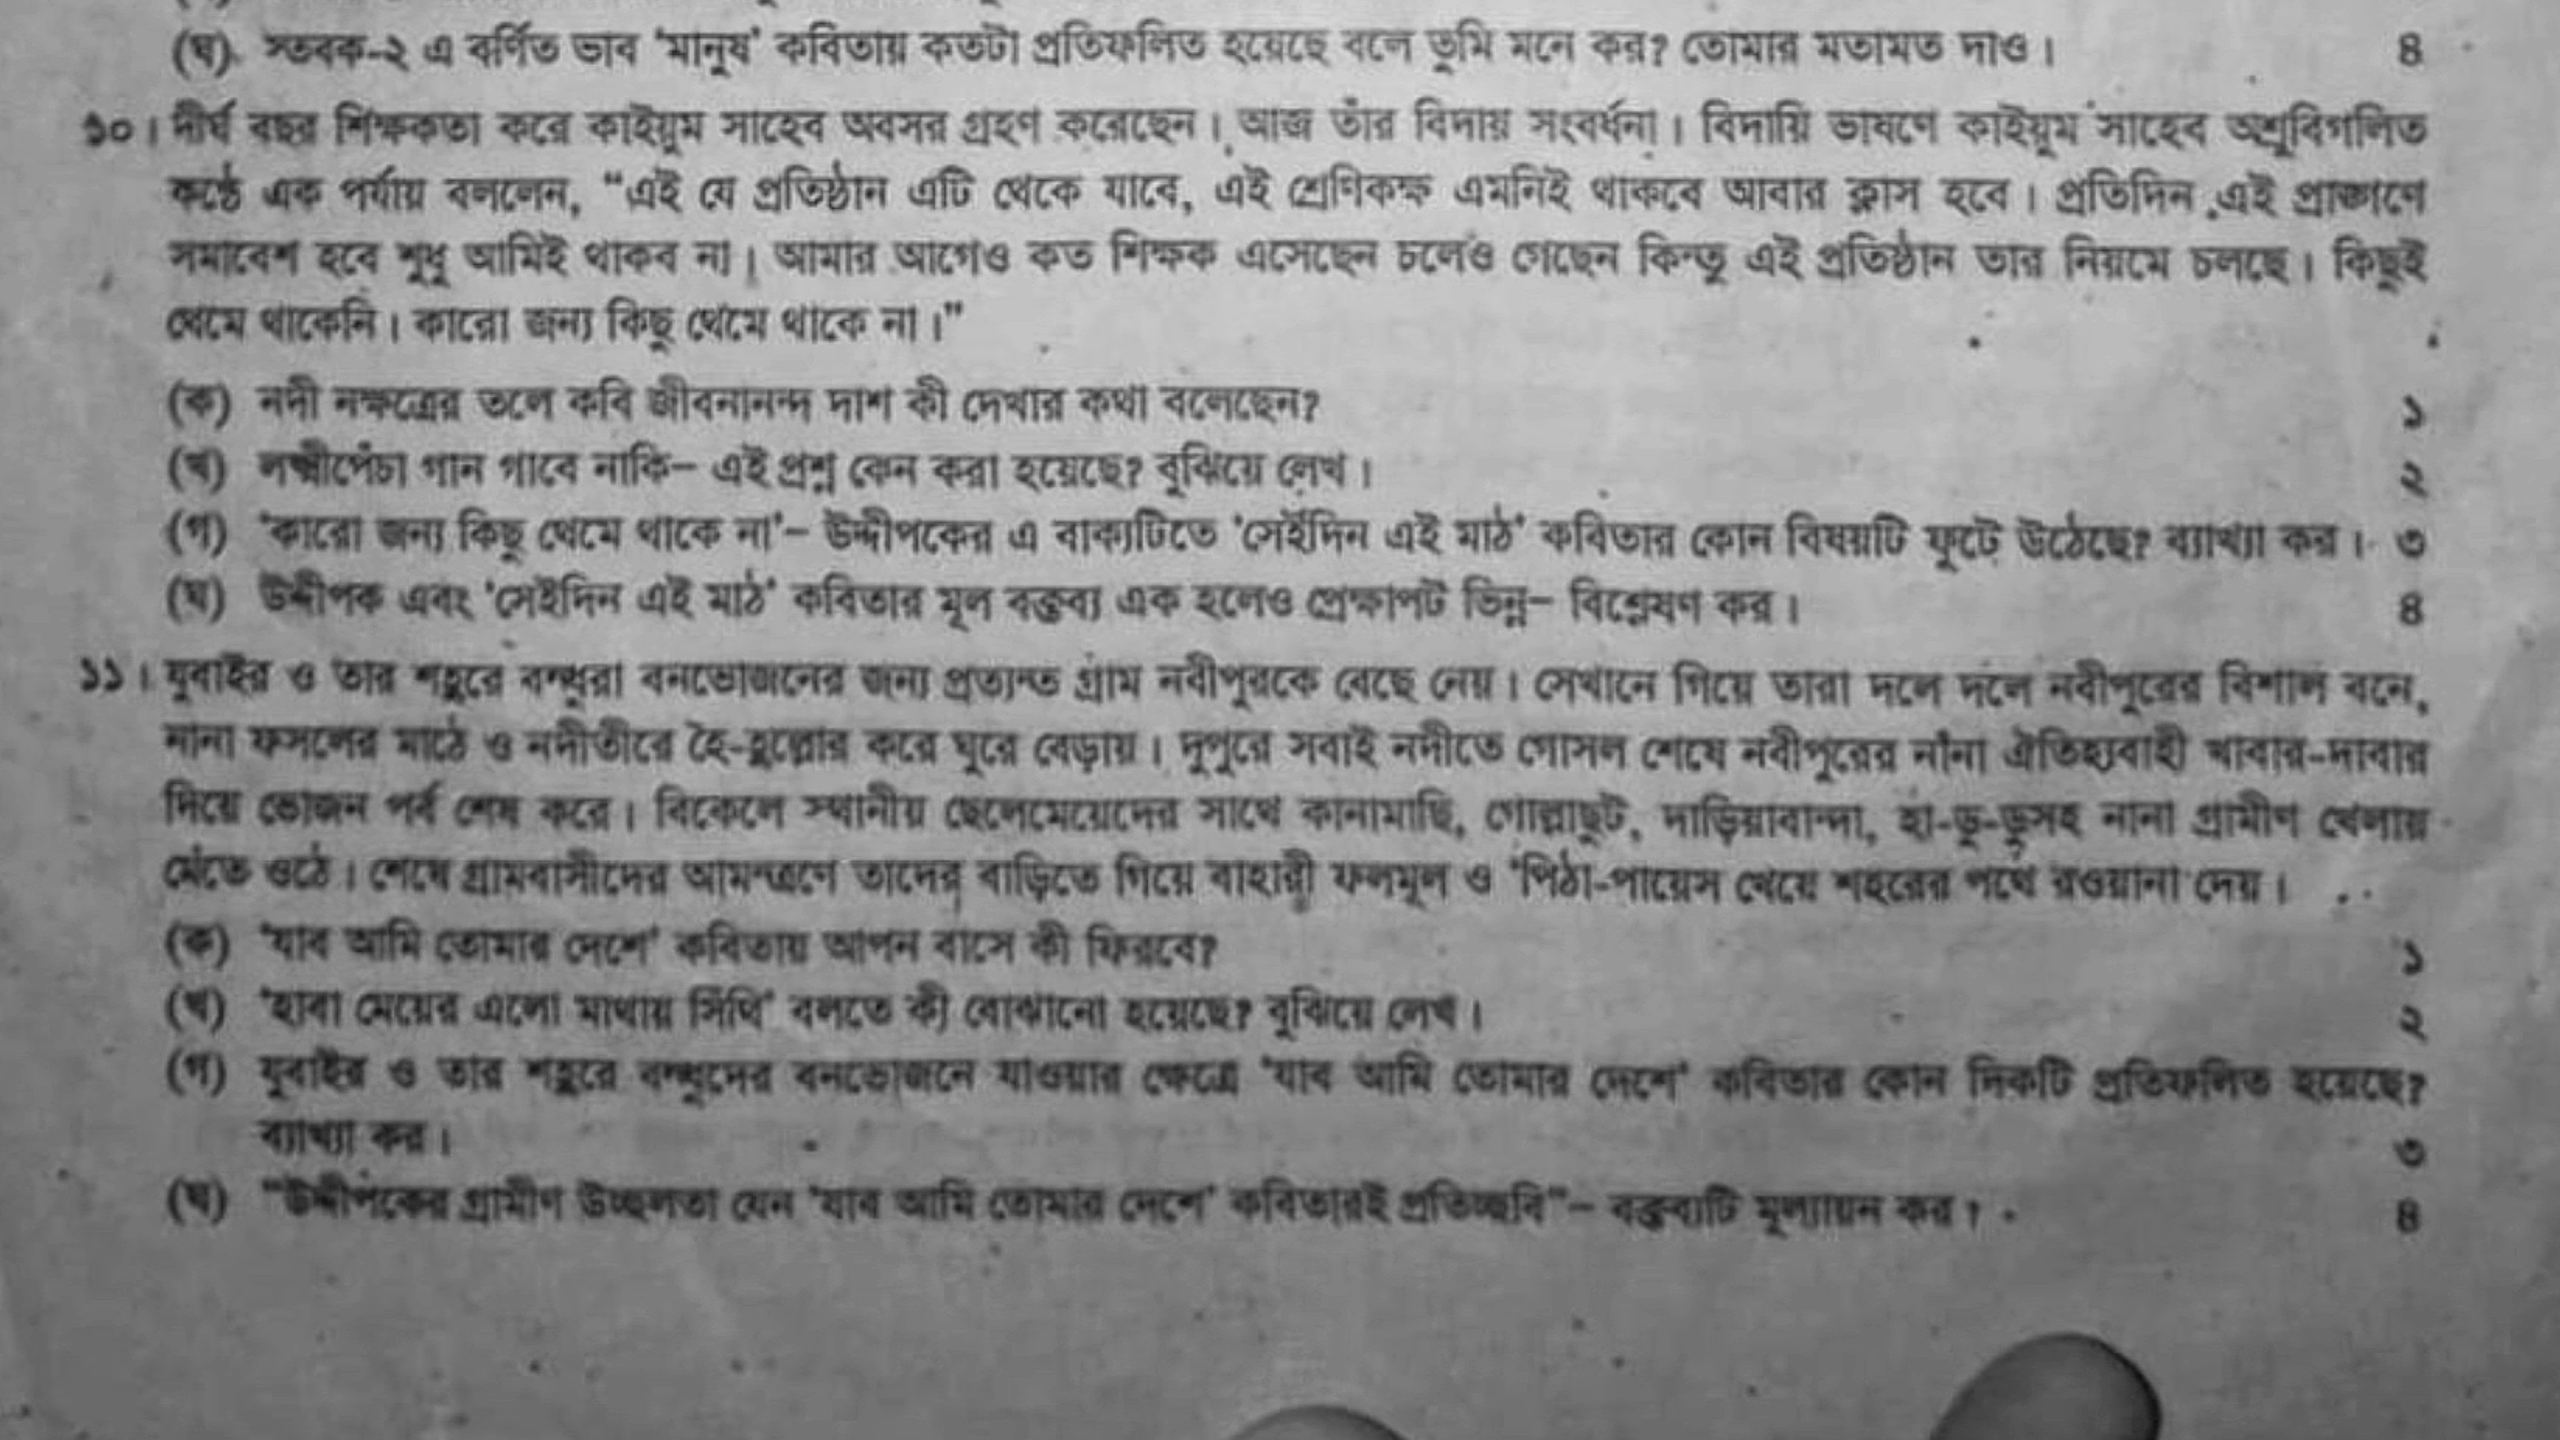 (ঘ) স্তবক-২ এ বর্ণিত ভাব ‘মানুষ’ কবিতায় কতটা প্রতিফলিত হয়েছে বলে তুমি মনে কর? তোমার মতামত দাও। ৪
১০। দীর্ঘ বছর শিক্ষকতা করে কাইয়ুম সাহেব অবসর গ্রহণ করেছেন। আজ তাঁর বিদায় সংবর্ধনা। বিদায়ি ভাষণে কাইয়ুম সাহেব অশ্রুবিগলিত
কণ্ঠে এক পর্যায় বললেন, “এই যে প্রতিষ্ঠান এটি থেকে যাবে, এই শ্রেণিকক্ষ এমনিই থাকবে আবার ক্লাস হবে। প্রতিদিন এই প্রাঙ্গণে
সমাবেশ হবে শুধু আমিই থাকব না। আমার আগেও কত শিক্ষক এসেছেন চলেও গেছেন কিন্তু এই প্রতিষ্ঠান তার নিয়মে চলছে। কিছুই
থেমে থাকেনি। কারো জন্য কিছু থেমে থাকে না।”
(ক) নদী নক্ষত্রের তলে কবি জীবনানন্দ দাশ কী দেখার কথা বলেছেন? ১
(খ) লক্ষ্মীপেঁচা গান গাবে নাকি– এই প্রশ্ন কেন করা হয়েছে? বুঝিয়ে লেখ। ২
(গ) ‘কারো জন্য কিছু থেমে থাকে না’– উদ্দীপকের এ বাক্যটিতে ‘সেইদিন এই মাঠ’ কবিতার কোন বিষয়টি ফুটে উঠেছে? ব্যাখ্যা কর। ৩
(ঘ) উদ্দীপক এবং ‘সেইদিন এই মাঠ’ কবিতার মূল বক্তব্য এক হলেও প্রেক্ষাপট ভিন্ন– বিশ্লেষণ কর। ৪
১১। যুবাইর ও তার শহুরে বন্ধুরা বনভোজনের জন্য প্রত্যন্ত গ্রাম নবীপুরকে বেছে নেয়। সেখানে গিয়ে তারা দলে দলে নবীপুরের বিশাল বনে,
নানা ফসলের মাঠে ও নদীতীরে হৈ-হুল্লোর করে ঘুরে বেড়ায়। দুপুরে সবাই নদীতে গোসল শেষে নবীপুরের নানা ঐতিহ্যবাহী খাবার-দাবার
দিয়ে ভোজন পর্ব শেষ করে। বিকেলে স্থানীয় ছেলেমেয়েদের সাথে কানামাছি, গোল্লাছুট, দাড়িয়াবান্দা, হা-ডু-ডুসহ নানা গ্রামীণ খেলায়
মেতে ওঠে। শেষে গ্রামবাসীদের আমন্ত্রণে তাদের বাড়িতে গিয়ে বাহারী ফলমূল ও পিঠা-পায়েস খেয়ে শহরের পথে রওয়ানা দেয়।
(ক) ‘যাব আমি তোমার দেশে’ কবিতায় আপন বাসে কী ফিরবে? ১
(খ) ‘হাবা মেয়ের এলো মাথায় সিঁথি’ বলতে কী বোঝানো হয়েছে? বুঝিয়ে লেখ। ২
(গ) যুবাইর ও তার শহুরে বন্ধুদের বনভোজনে যাওয়ার ক্ষেত্রে ‘যাব আমি তোমার দেশে’ কবিতার কোন দিকটি প্রতিফলিত হয়েছে?
ব্যাখ্যা কর। ৩
(ঘ) “উদ্দীপকের গ্রামীণ উচ্ছলতা যেন ‘যাব আমি তোমার দেশে’ কবিতারই প্রতিচ্ছবি”– বক্তব্যটি মূল্যায়ন কর। ৪